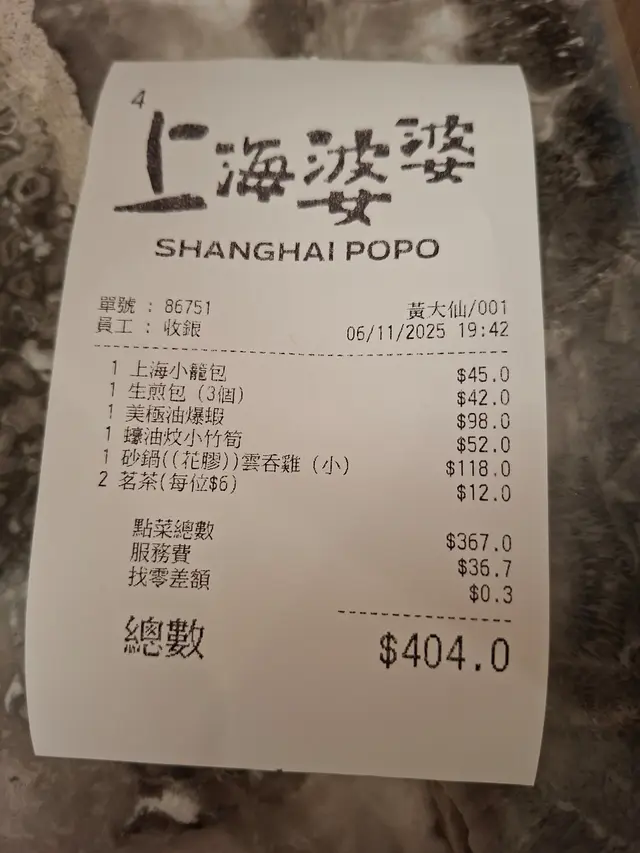 4
上海婆婆
SHANGHAI POPO
單號 : 86751 黃大仙/001
員工 : 收銀 06/11/2025 19:42
1 上海小籠包 $45.0
1 生煎包 (3個) $42.0
1 美極油爆蝦 $98.0
1 蠔油炆小竹筍 $52.0
1 砂鍋((花膠))雲吞雞 (小) $118.0
2 茗茶(每位$6) $12.0
點菜總數 $367.0
服務費 $36.7
找零差額 $0.3
總數 $404.0